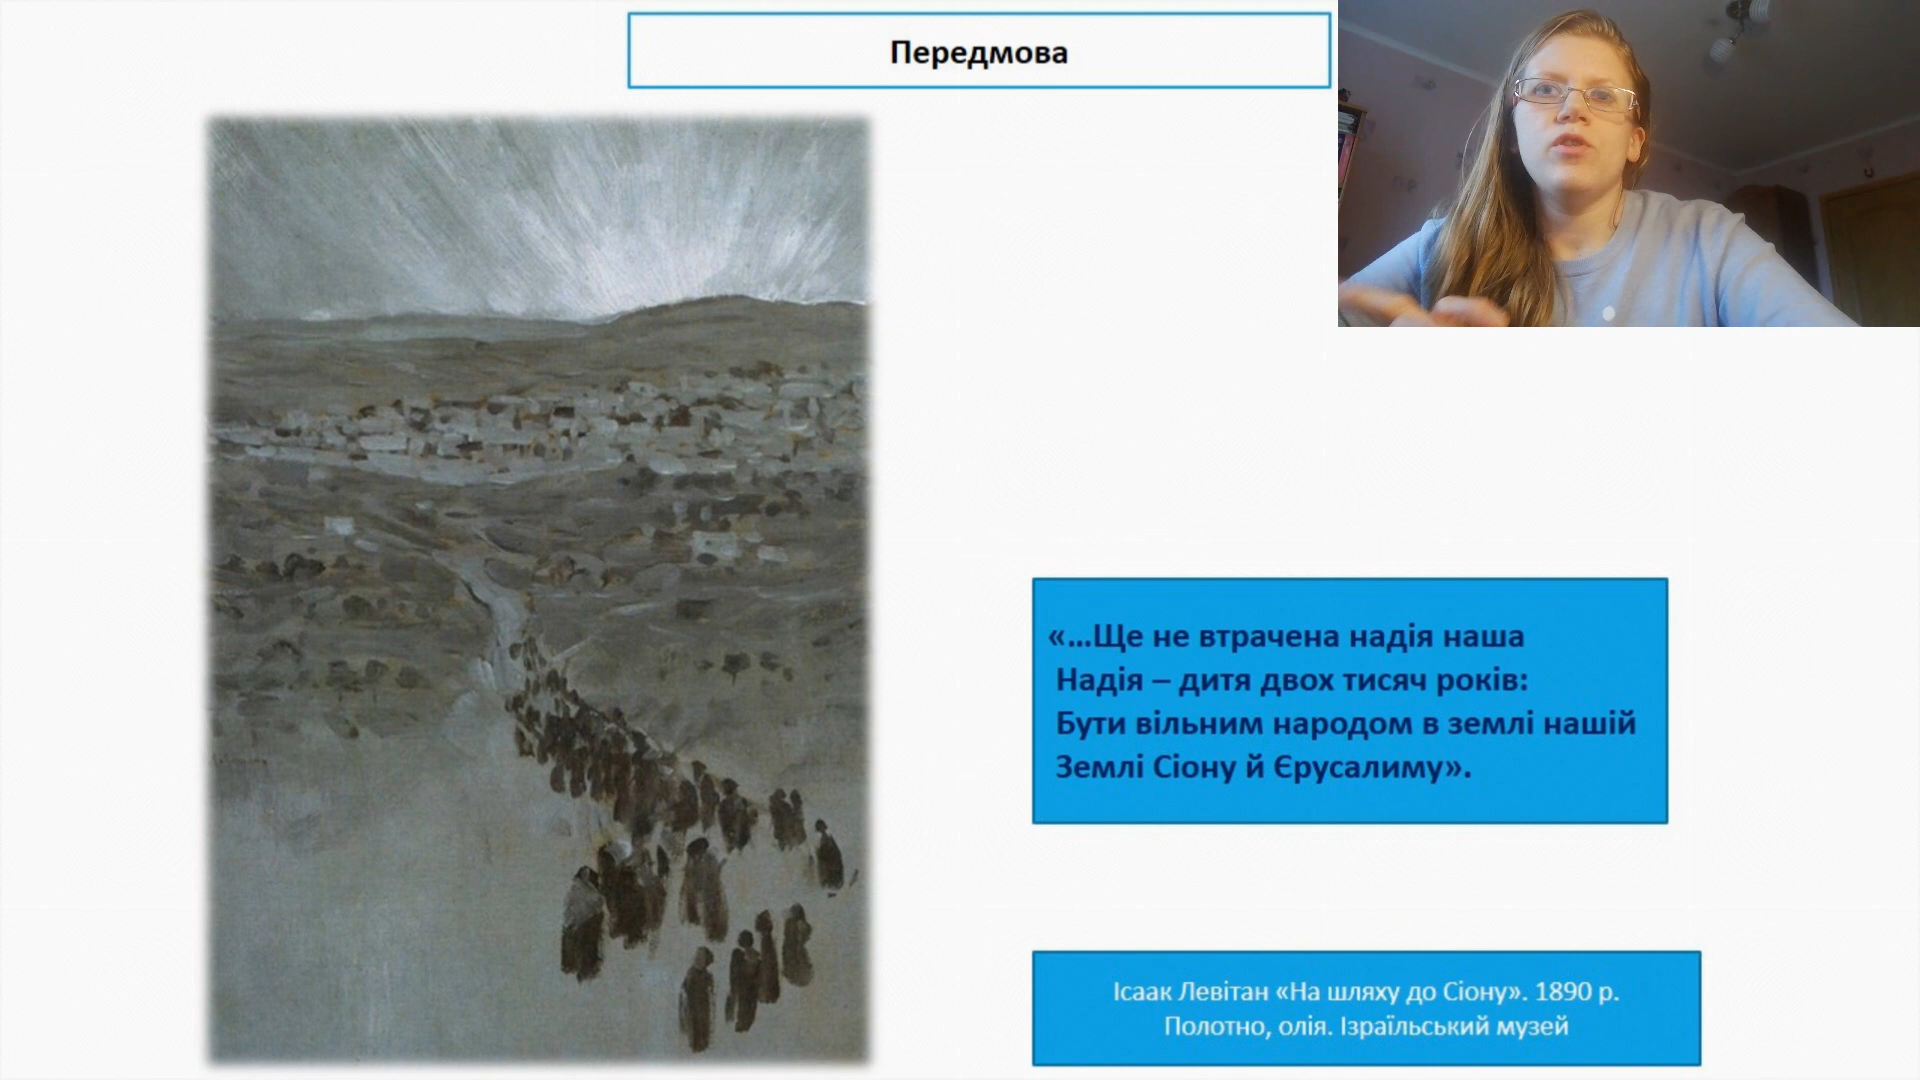 Передмова
«...Ще не втрачена надія наша
Надія – дитя двох тисяч років:
Бути вільним народом в землі нашій
Землі Сіону й Єрусалиму».
Ісаак Левітан «На шляху до Сіону». 1890 р.
Полотно, олія. Ізраїльський музей